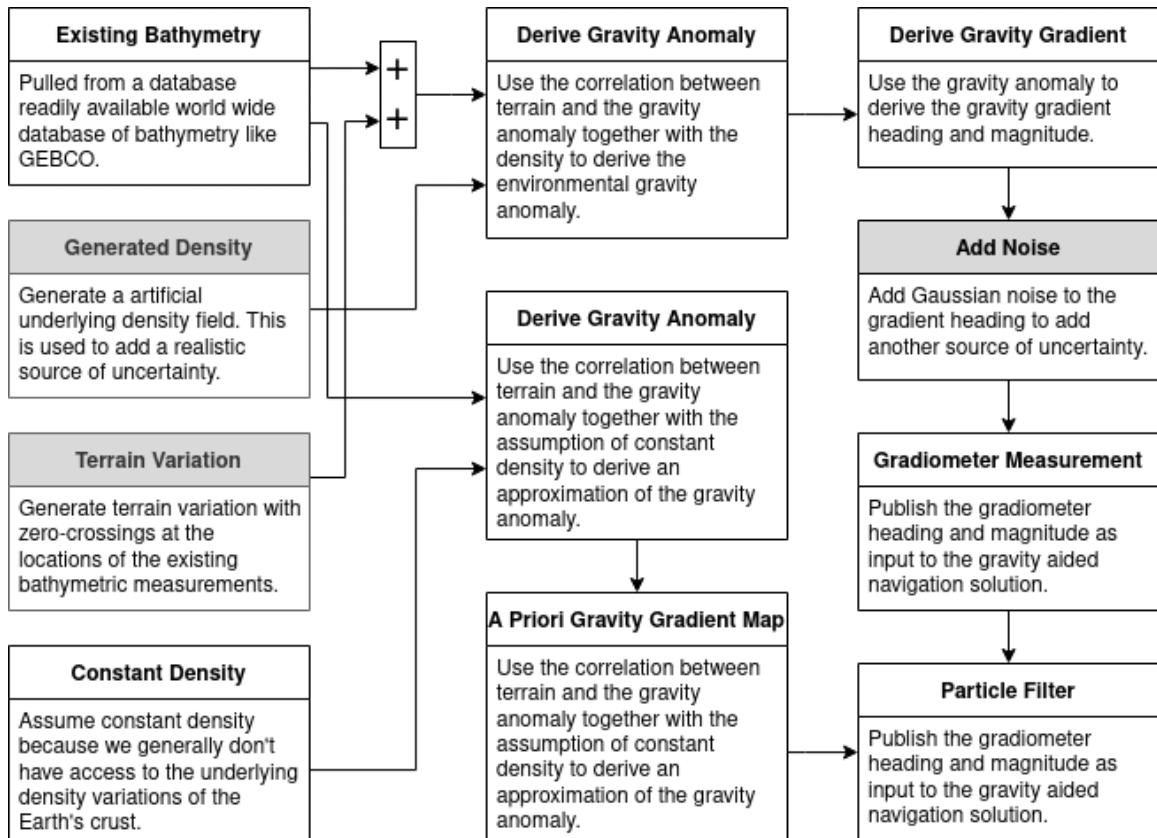 Existing Bathymetry
Pulled from a database
readily available world wide
database of bathymetry like
GEBCO.
Generated Density
Generate a artificial
underlying density field. This
is used to add a realistic
source of uncertainty.
Terrain Variation
Generate terrain variation with
zero-crossings at the
locations of the existing
bathymetric measurements.
Constant Density
Assume constant density
because we generally don't
have access to the underlying
density variations of the
Earth's crust.
+
+
Derive Gravity Anomaly
Use the correlation between
terrain and the gravity
anomaly together with the
density to derive the
environmental gravity
anomaly.
Derive Gravity Anomaly
Use the correlation between
terrain and the gravity
anomaly together with the
assumption of constant
density to derive an
approximation of the gravity
anomaly.
A Priori Gravity Gradient Map
Use the correlation between
terrain and the gravity
anomaly together with the
assumption of constant
density to derive an
approximation of the gravity
anomaly.
Derive Gravity Gradient
Use the gravity anomaly to
derive the gravity gradient
heading and magnitude.
Add Noise
Add Gaussian noise to the
gradient heading to add
another source of uncertainty.
Gradiometer Measurement
Publish the gradiometer
heading and magnitude as
input to the gravity aided
navigation solution.
Particle Filter
Publish the gradiometer
heading and magnitude as
input to the gravity aided
navigation solution.